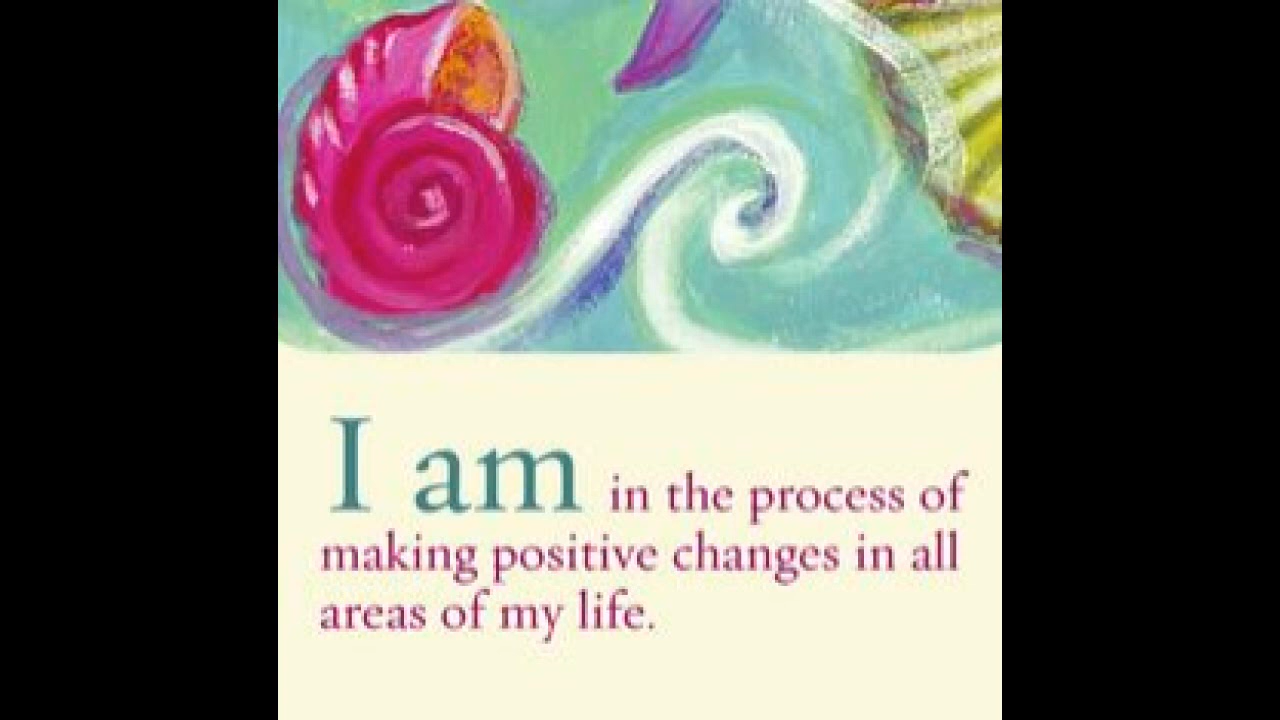 I am in the process of
making positive changes in all
areas of my life.